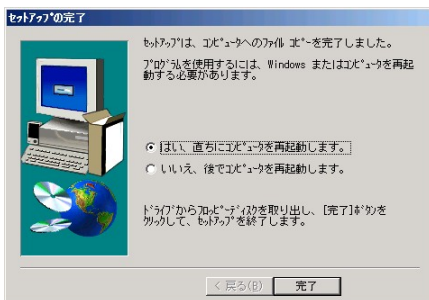 ｾｯﾄｱｯﾌﾟの完了
ｾｯﾄｱｯﾌﾟは、ｺﾝﾋﾟｭｰﾀへのﾌｧｲﾙ ｺﾋﾟｰを完了しました。
ﾌﾟﾛｸﾞﾗﾑを使用するには、Windows またはｺﾝﾋﾟｭｰﾀを再起
動する必要があります。
はい、直ちにｺﾝﾋﾟｭｰﾀを再起動します。
いいえ、後でｺﾝﾋﾟｭｰﾀを再起動します。
ﾄﾞﾗｲﾌﾞからﾌﾛｯﾋﾟｰﾃﾞｨｽｸを取り出し、[完了]ﾎﾞﾀﾝを
ｸﾘｯｸして、ｾｯﾄｱｯﾌﾟを終了します。
< 戻る(B) 完了